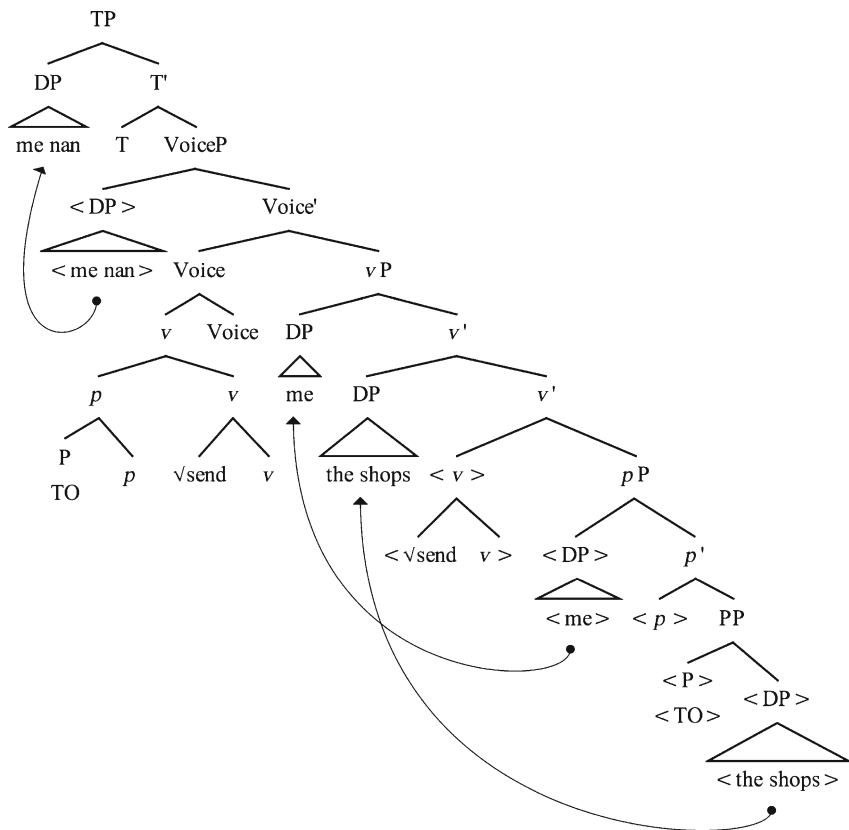 TP
DP T'
me nan T VoiceP
<DP> Voice'
<me nan> Voice vP
v Voice DP v'
p v me DP v'
P p √send v the shops <v> pP
TO
<√send v> <DP> p'
<me> <p> PP
<P> <DP>
<TO>
<the shops>